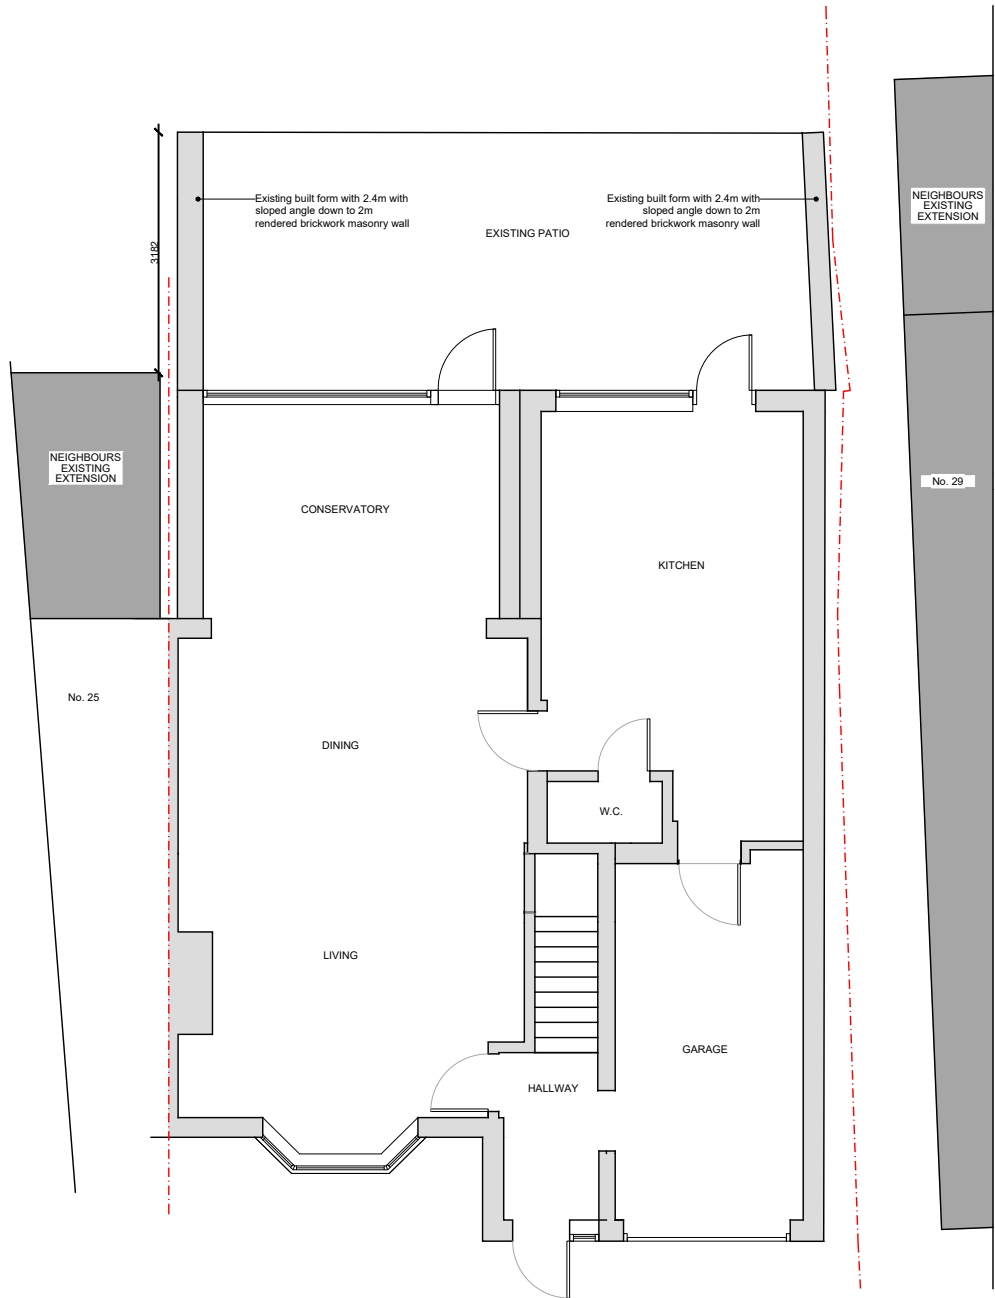 Existing built form with 2.4m with
sloped angle down to 2m
rendered brickwork masonry wall
Existing built form with 2.4m with
sloped angle down to 2m
rendered brickwork masonry wall
NEIGHBOURS
EXISTING
EXTENSION
EXISTING PATIO
3182
NEIGHBOURS
EXISTING
EXTENSION
No. 29
CONSERVATORY
KITCHEN
No. 25
DINING
W.C.
LIVING
GARAGE
HALLWAY